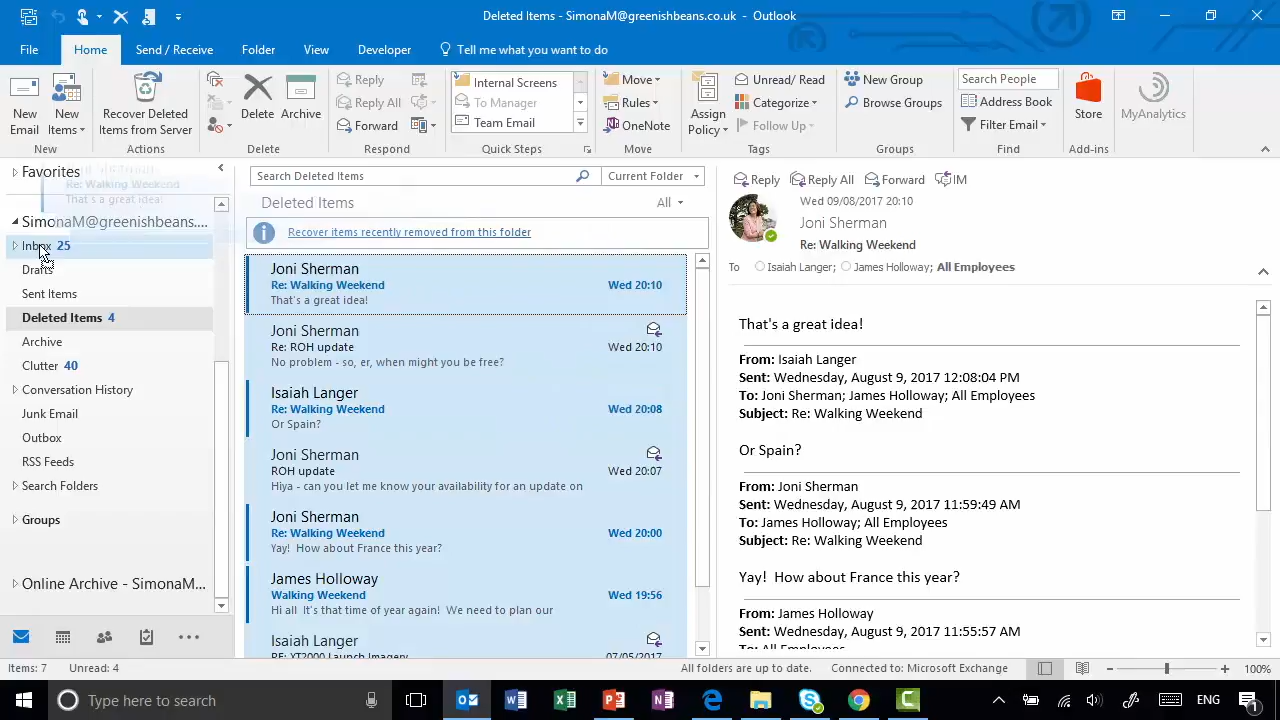 Deleted Items - SimonaM@greenishbeans.co.uk - Outlook
File Home Send / Receive Folder View Developer Tell me what you want to do
New Email
New Items
New
Recover Deleted Items from Server
Actions
Delete
Archive
Delete
Reply
Reply All
Forward
Respond
Internal Screens
To Manager
Team Email
Quick Steps
Move
Rules
OneNote
Move
Assign Policy
Unread/ Read
Categorize
Follow Up
Tags
New Group
Browse Groups
Groups
Search People
Address Book
Filter Email
Find
Store
Add-ins
MyAnalytics
Favorites
Re: Walking Weekend
That's a great idea!
SimonaM@greenishbeans....
Inbox 25
Drafts
Sent Items
Deleted Items 4
Archive
Clutter 40
Conversation History
Junk Email
Outbox
RSS Feeds
Search Folders
Groups
Online Archive - SimonaM...
Search Deleted Items
Current Folder
Deleted Items
All
Recover items recently removed from this folder
Joni Sherman
Re: Walking Weekend Wed 20:10
That's a great idea!
Joni Sherman
Re: ROH update Wed 20:10
No problem - so, er, when might you be free?
Isaiah Langer
Re: Walking Weekend Wed 20:08
Or Spain?
Joni Sherman
ROH update Wed 20:07
Hiya - can you let me know your availability for an update on
Joni Sherman
Re: Walking Weekend Wed 20:00
Yay! How about France this year?
James Holloway
Walking Weekend Wed 19:56
Hi all It's that time of year again! We need to plan our
Isaiah Langer
RE: XT2000 Launch Imagery 07/05/2017
Reply Reply All Forward IM
Wed 09/08/2017 20:10
Joni Sherman
Re: Walking Weekend
To Isaiah Langer; James Holloway; All Employees
That's a great idea!
From: Isaiah Langer
Sent: Wednesday, August 9, 2017 12:08:04 PM
To: Joni Sherman; James Holloway; All Employees
Subject: Re: Walking Weekend
Or Spain?
From: Joni Sherman
Sent: Wednesday, August 9, 2017 11:59:49 AM
To: James Holloway; All Employees
Subject: Re: Walking Weekend
Yay! How about France this year?
From: James Holloway
Sent: Wednesday, August 9, 2017 11:55:57 AM
To: All Employees
Items: 7 Unread: 4 All folders are up to date. Connected to: Microsoft Exchange 100%
Type here to search ENG 1